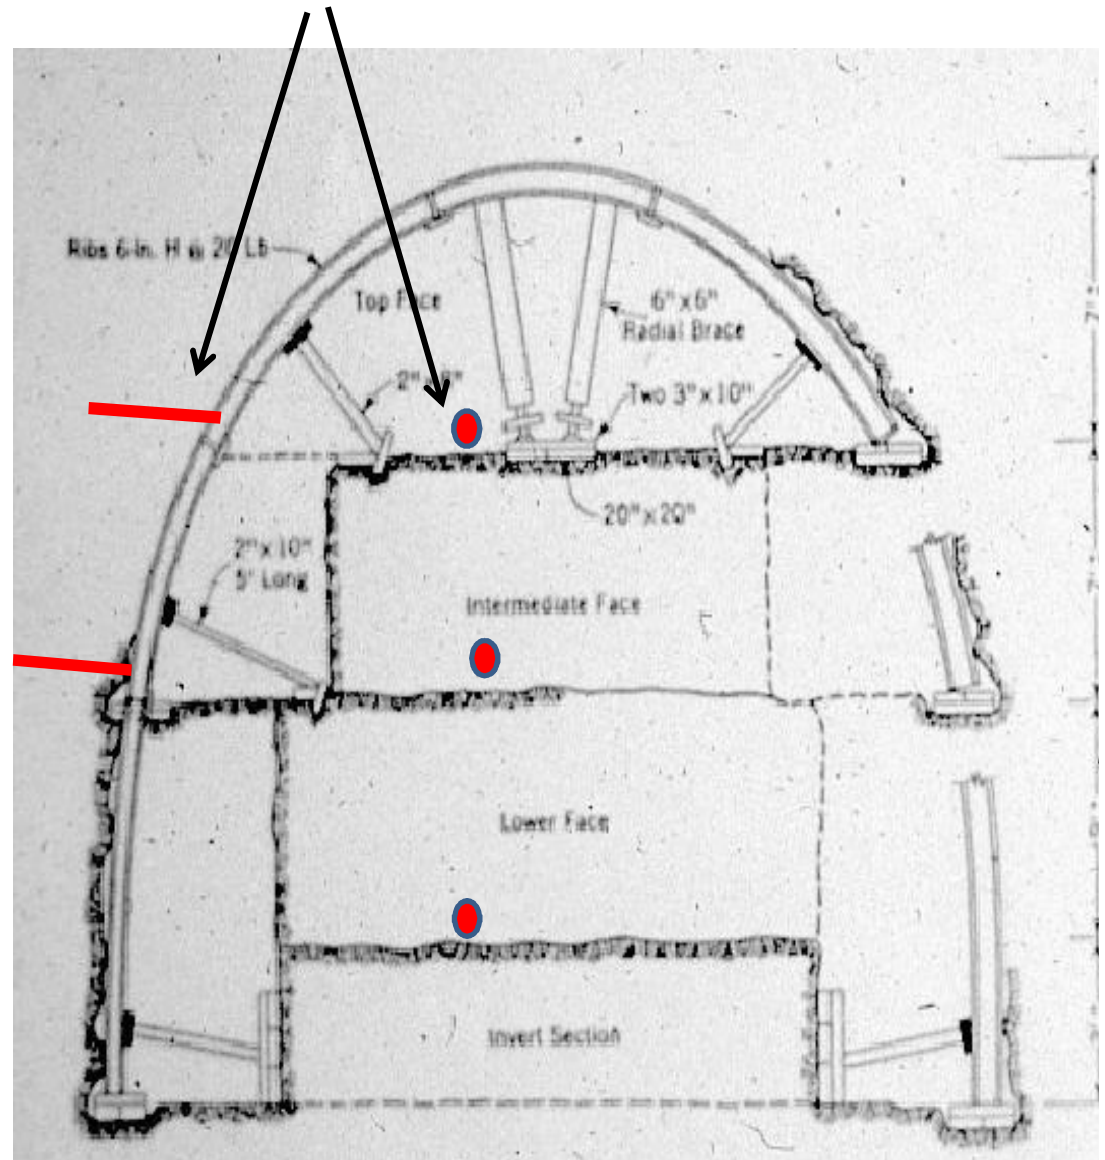 Ribs 6-in. H @ 20 Lb
Top Face
6"x6"
Radial Brace
Two 3"x10"
20"x20"
2"x10"
5' Long
Intermediate Face
Lower Face
Invert Section